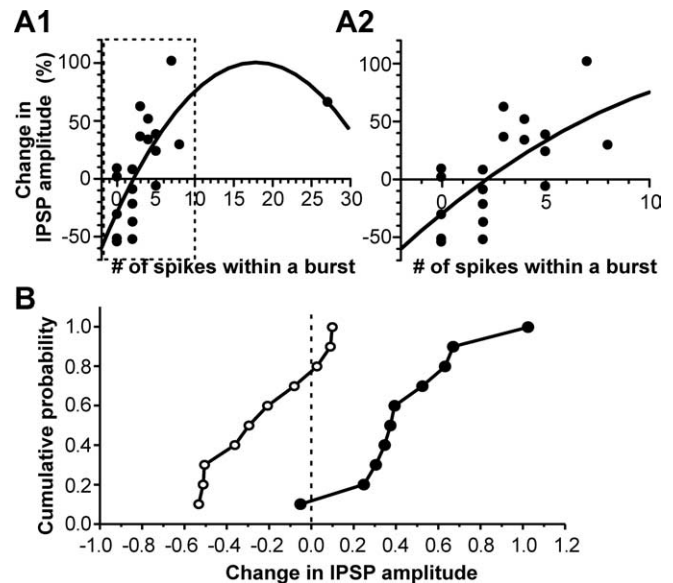 A1
A2
Change in
IPSP amplitude (%)
100
50
0
-50
0
5
10
15
20
25
30
# of spikes within a burst
100
50
0
-50
0
5
10
# of spikes within a burst
B
Cumulative probability
1.0
0.8
0.6
0.4
0.2
0.0
-1.0 -0.8 -0.6 -0.4 -0.2 0.0 0.2 0.4 0.6 0.8 1.0 1.2
Change in IPSP amplitude